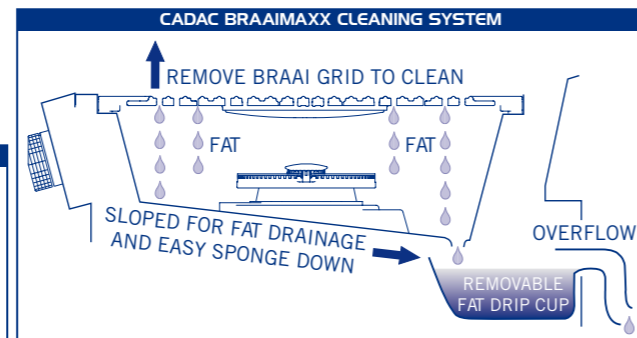 CADAC BRAAIMAXX CLEANING SYSTEM
REMOVE BRAAI GRID TO CLEAN
FAT
FAT
SLOPED FOR FAT DRAINAGE
AND EASY SPONGE DOWN
OVERFLOW
REMOVABLE
FAT DRIP CUP